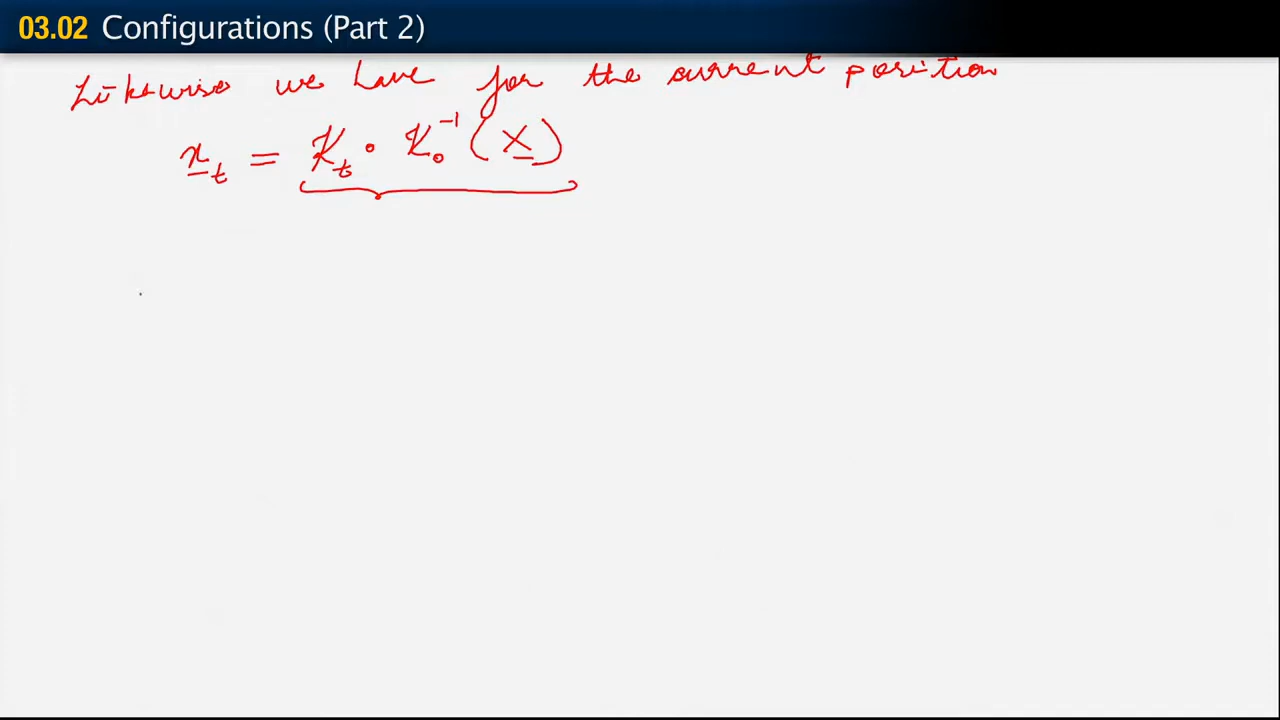 03.02 Configurations (Part 2)
Likewise we have for the current position
x_t = K_t · K_0^{-1} (X)